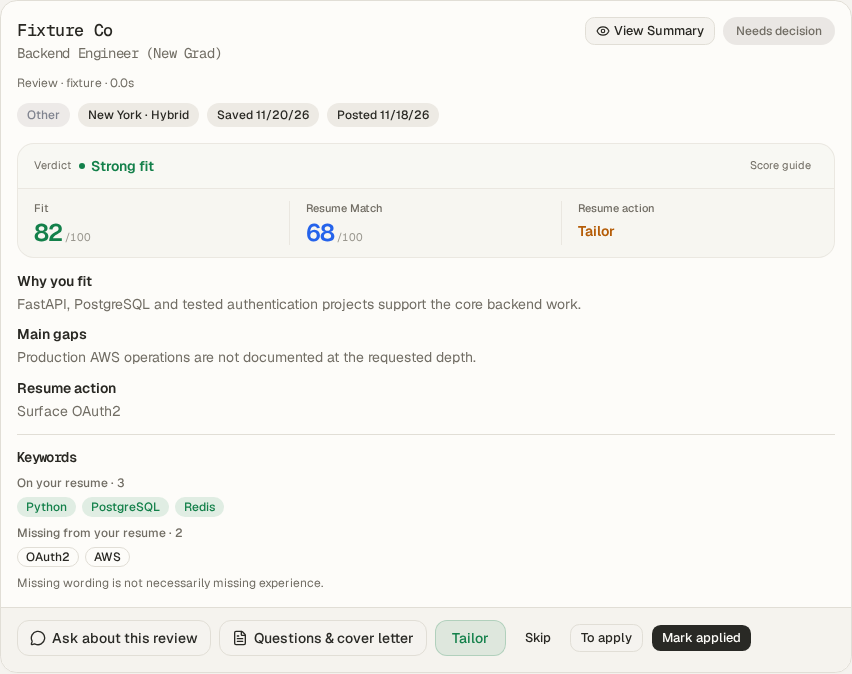 Fixture Co
View Summary
Needs decision
Backend Engineer (New Grad)
Review · fixture · 0.0s
Other
New York · Hybrid
Saved 11/20/26
Posted 11/18/26
Verdict
Strong fit
Score guide
Fit
82 /100
Resume Match
68 /100
Resume action
Tailor
Why you fit
FastAPI, PostgreSQL and tested authentication projects support the core backend work.
Main gaps
Production AWS operations are not documented at the requested depth.
Resume action
Surface OAuth2
Keywords
On your resume · 3
Python
PostgreSQL
Redis
Missing from your resume · 2
OAuth2
AWS
Missing wording is not necessarily missing experience.
Ask about this review
Questions & cover letter
Tailor
Skip
To apply
Mark applied